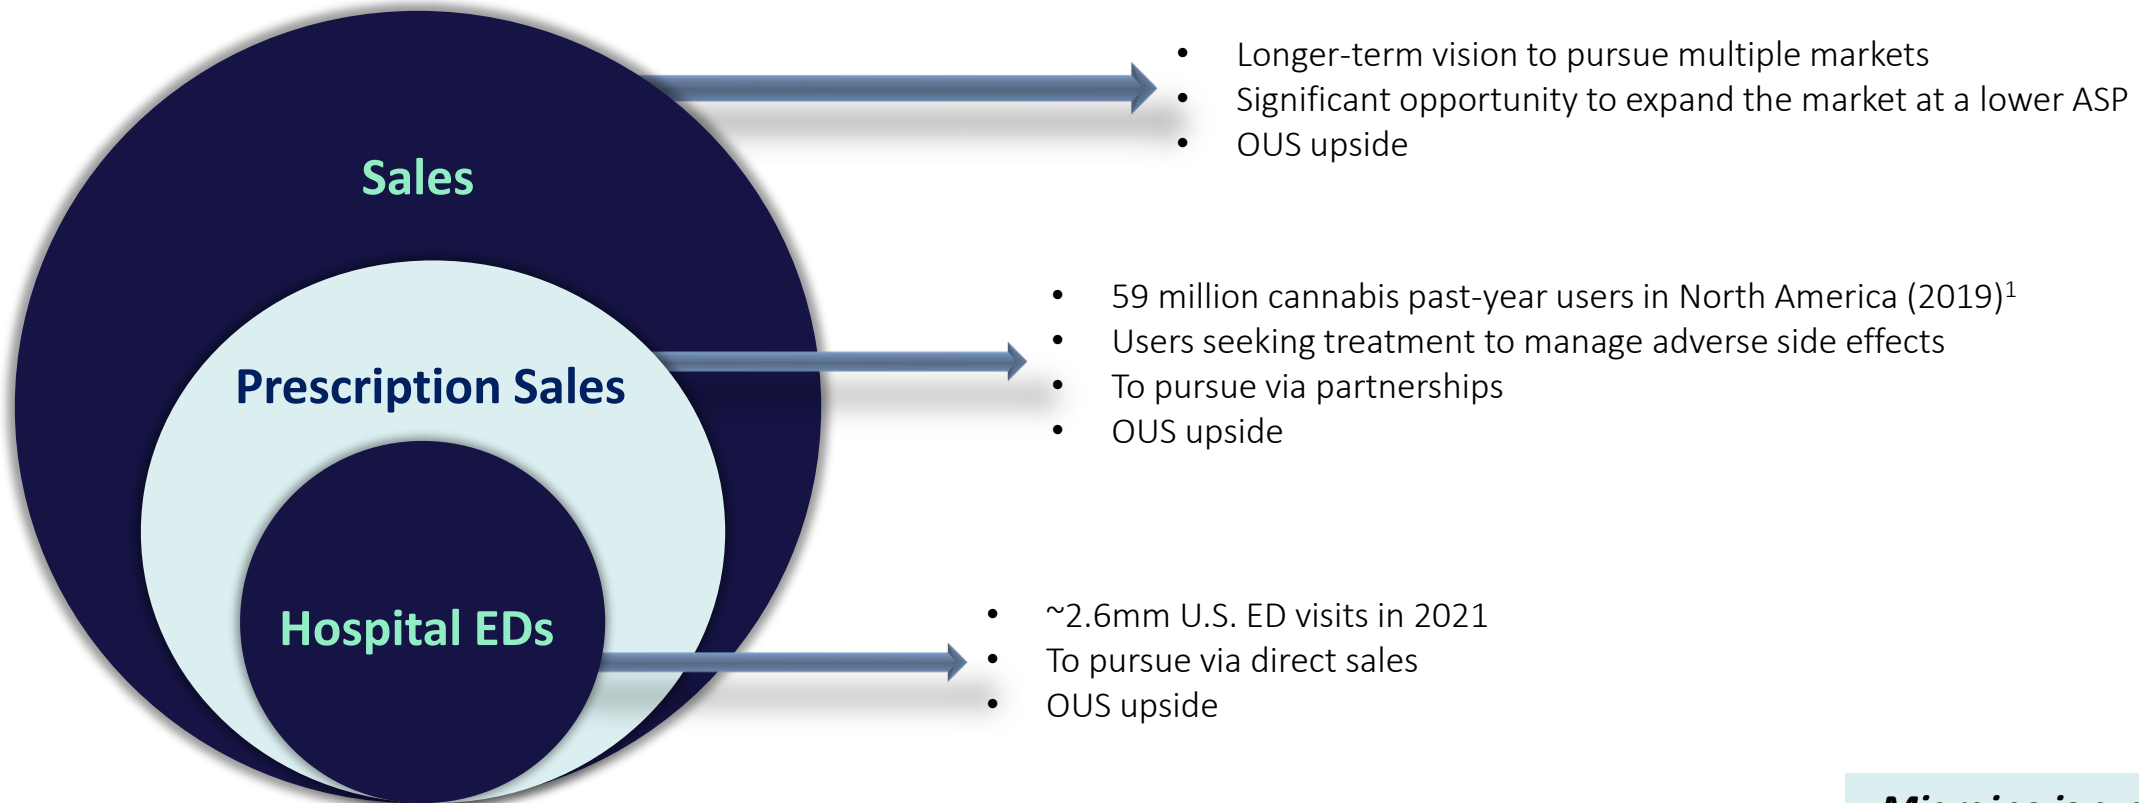 Sales
• Longer-term vision to pursue multiple markets
• Significant opportunity to expand the market at a lower ASP
• OUS upside
Prescription Sales
• 59 million cannabis past-year users in North America (2019)¹
• Users seeking treatment to manage adverse side effects
• To pursue via partnerships
• OUS upside
Hospital EDs
• ~2.6mm U.S. ED visits in 2021
• To pursue via direct sales
• OUS upside